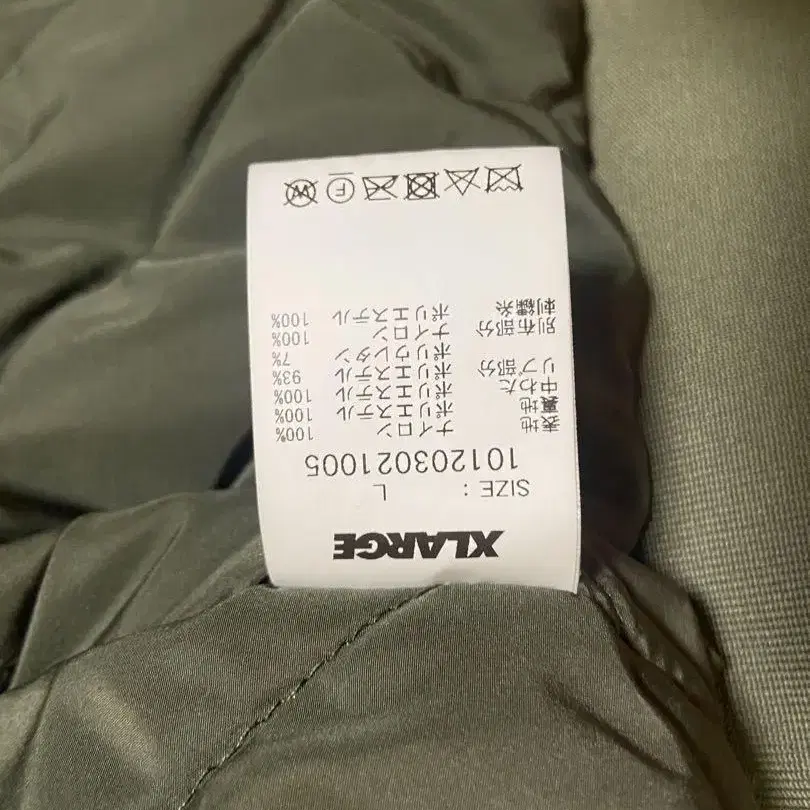 XLARGE
SIZE : L
101203021005
表地 ナイロン 100%
裏地 ポリエステル 100%
中わた ポリエステル 100%
リブ部分 ポリエステル 93%
ポリウレタン 7%
別布部分 ナイロン 100%
刺繍糸 ポリエステル 100%
F
W